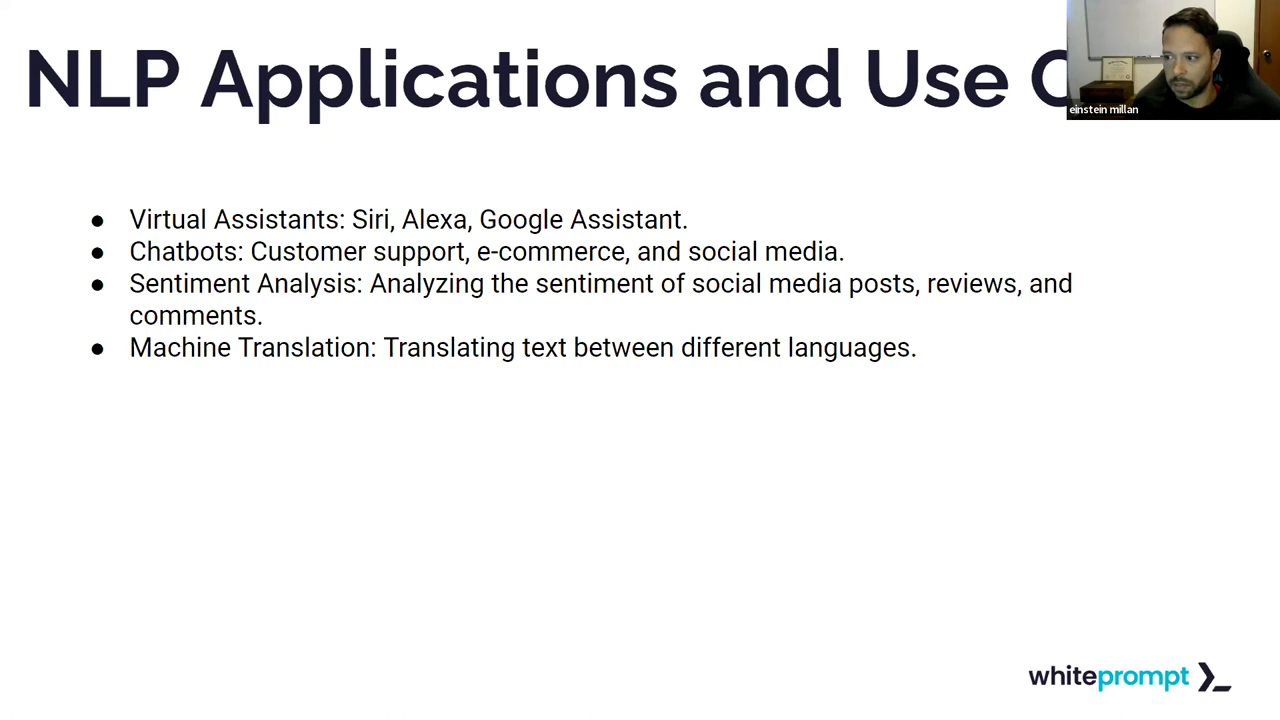 NLP Applications and Use C
einstein millan
● Virtual Assistants: Siri, Alexa, Google Assistant.
● Chatbots: Customer support, e-commerce, and social media.
● Sentiment Analysis: Analyzing the sentiment of social media posts, reviews, and
comments.
● Machine Translation: Translating text between different languages.
whiteprompt